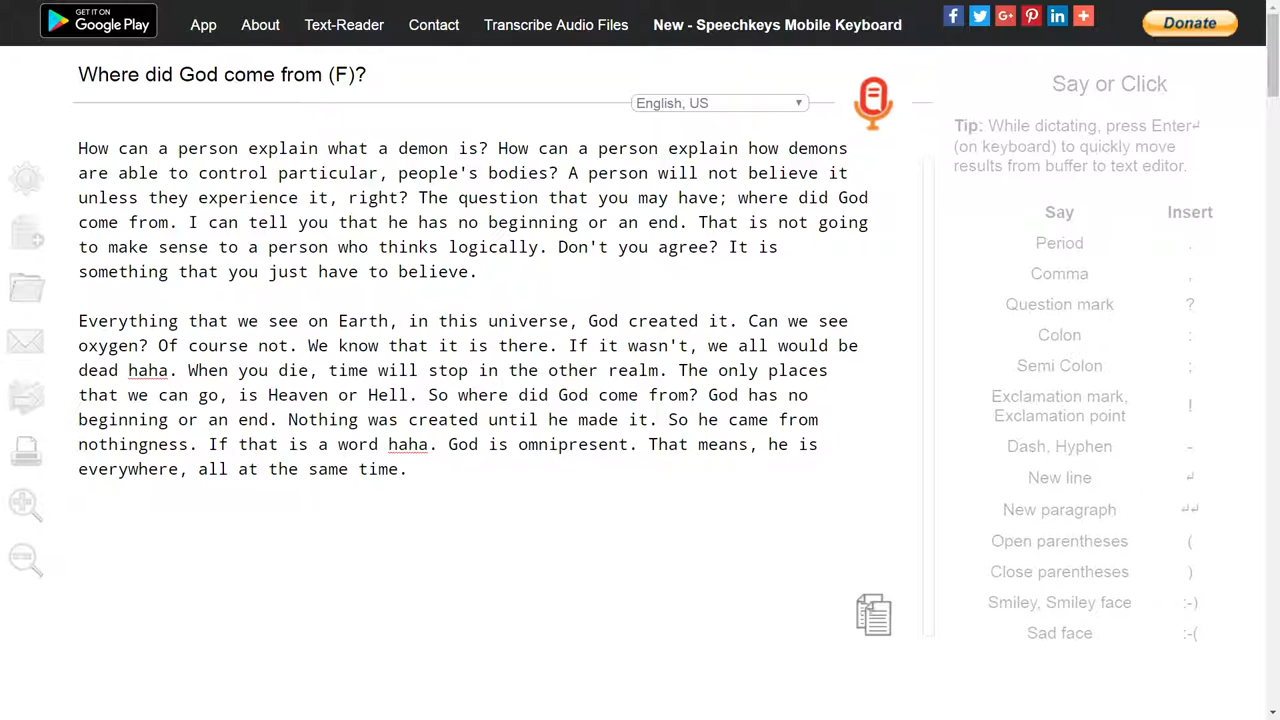 GET IT ON
Google Play
App
About
Text-Reader
Contact
Transcribe Audio Files
New - Speechkeys Mobile Keyboard
Donate
Where did God come from (F)?
English, US
How can a person explain what a demon is? How can a person explain how demons
are able to control particular, people's bodies? A person will not believe it
unless they experience it, right? The question that you may have; where did God
come from. I can tell you that he has no beginning or an end. That is not going
to make sense to a person who thinks logically. Don't you agree? It is
something that you just have to believe.
Everything that we see on Earth, in this universe, God created it. Can we see
oxygen? Of course not. We know that it is there. If it wasn't, we all would be
dead haha. When you die, time will stop in the other realm. The only places
that we can go, is Heaven or Hell. So where did God come from? God has no
beginning or an end. Nothing was created until he made it. So he came from
nothingness. If that is a word haha. God is omnipresent. That means, he is
everywhere, all at the same time.
Say or Click
Tip: While dictating, press Enter↵
(on keyboard) to quickly move
results from buffer to text editor.
Say Insert
Period .
Comma ,
Question mark ?
Colon :
Semi Colon ;
Exclamation mark,
Exclamation point !
Dash, Hyphen -
New line ↵
New paragraph ↵↵
Open parentheses (
Close parentheses )
Smiley, Smiley face :-)
Sad face :-(